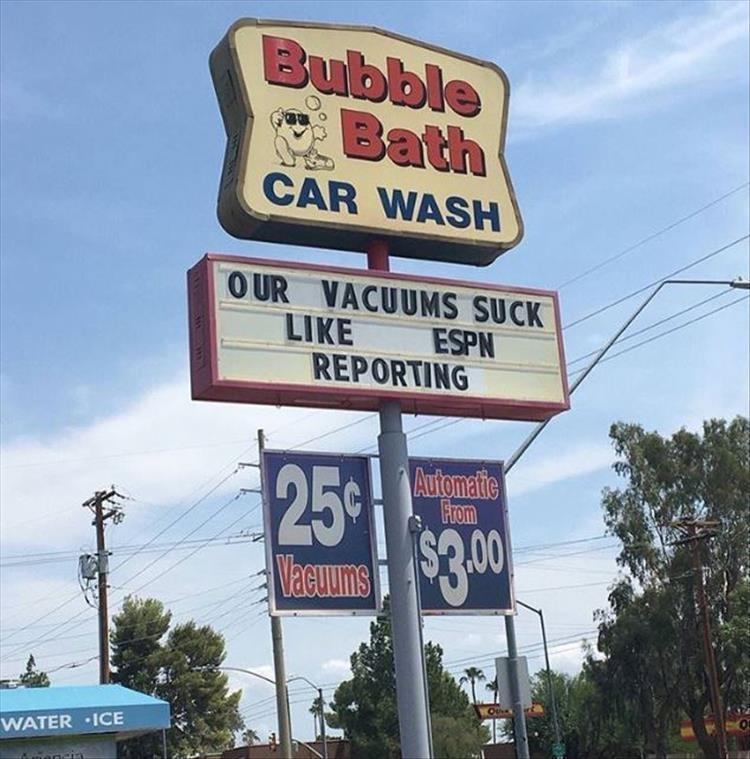 Bubble
Bath
CAR WASH
OUR VACUUMS SUCK
LIKE ESPN
REPORTING
25¢
Vacuums
Automatic
From
$3.00
WATER · ICE